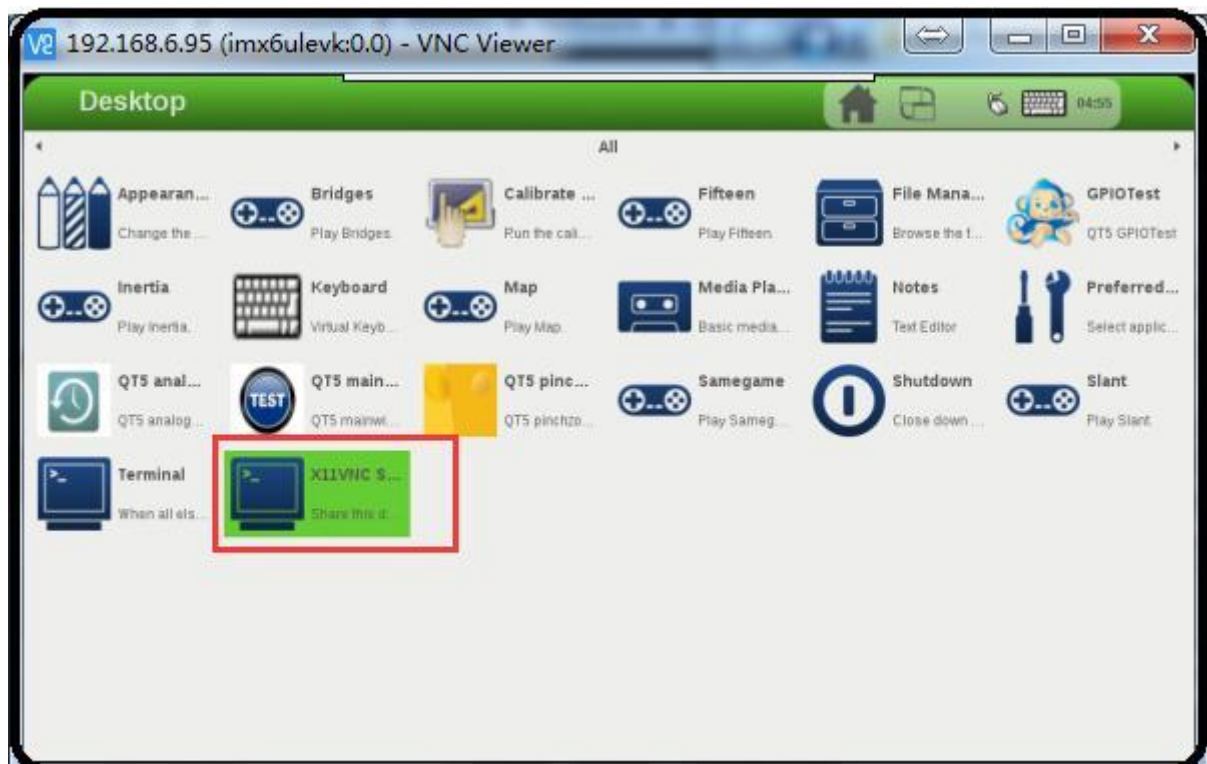 192.168.6.95 (imx6ulevk:0.0) - VNC Viewer
Desktop
04:55
All
Appearan...
Change the ...
Bridges
Play Bridges.
Calibrate ...
Run the cali...
Fifteen
Play Fifteen.
File Mana...
Browse the f...
GPIOTest
QT5 GPIOTest
Inertia
Play Inertia.
Keyboard
Virtual Keyb...
Map
Play Map.
Media Pla...
Basic media...
Notes
Text Editor
Preferred...
Select applic...
QT5 anal...
QT5 analog...
TEST
QT5 main...
QT5 mainwi...
QT5 pinc...
QT5 pinchzo...
Samegame
Play Sameg...
Shutdown
Close down ...
Slant
Play Slant.
>_
Terminal
When all els...
>_
X11VNC S...
Share this d...